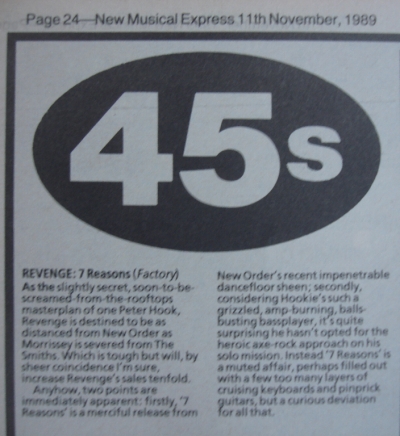 Page 24—New Musical Express 11th November, 1989
45s
REVENGE: 7 Reasons (Factory)
As the slightly secret, soon-to-be-
screamed-from-the-rooftops
masterplan of one Peter Hook,
Revenge is destined to be as
distanced from New Order as
Morrissey is severed from The
Smiths. Which is tough but will, by
sheer coincidence I'm sure,
increase Revenge's sales tenfold.
Anyhow, two points are
immediately apparent: firstly, '7
Reasons' is a merciful release from
New Order's recent impenetrable
dancefloor sheen; secondly,
considering Hookie's such a
grizzled, amp-burning, balls-
busting bassplayer, it's quite
surprising he hasn't opted for the
heroic axe-rock approach on his
solo mission. Instead '7 Reasons' is
a muted affair, perhaps filled out
with a few too many layers of
cruising keyboards and pinprick
guitars, but a curious deviation
for all that.